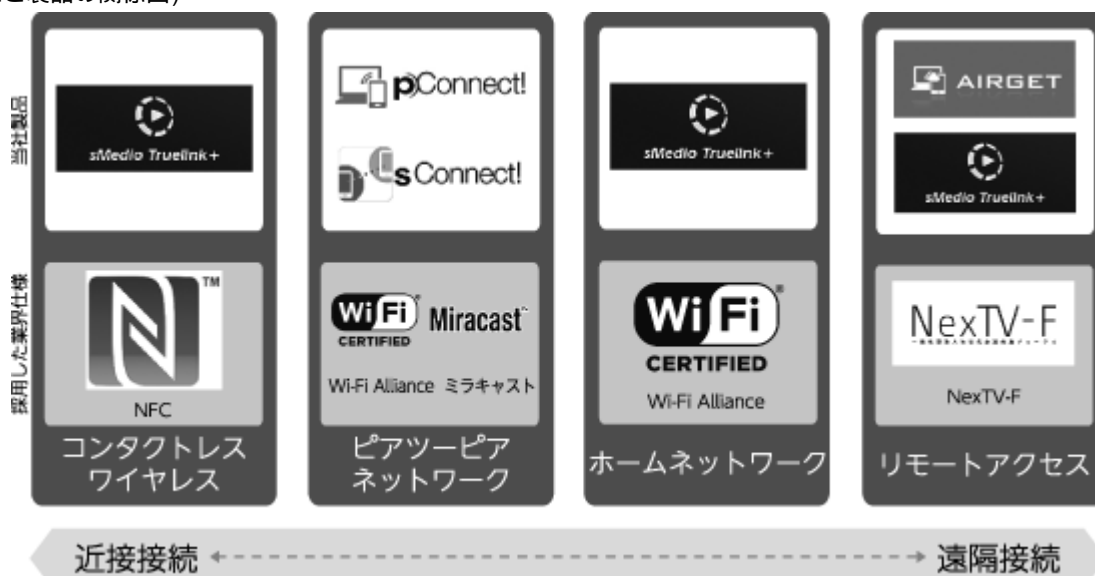 当社製品
sMedio Truelink+
pConnect!
sConnect!
sMedio Truelink+
AIRGET
sMedio Truelink+
採用した業界仕様
N
TM
NFC
Wi Fi
CERTIFIED
Miracast
Wi-Fi Alliance ミラキャスト
Wi Fi
CERTIFIED
Wi-Fi Alliance
NexTV-F
NexTV-F
コンタクトレス
ワイヤレス
ピアツーピア
ネットワーク
ホームネットワーク
リモートアクセス
近接接続
遠隔接続